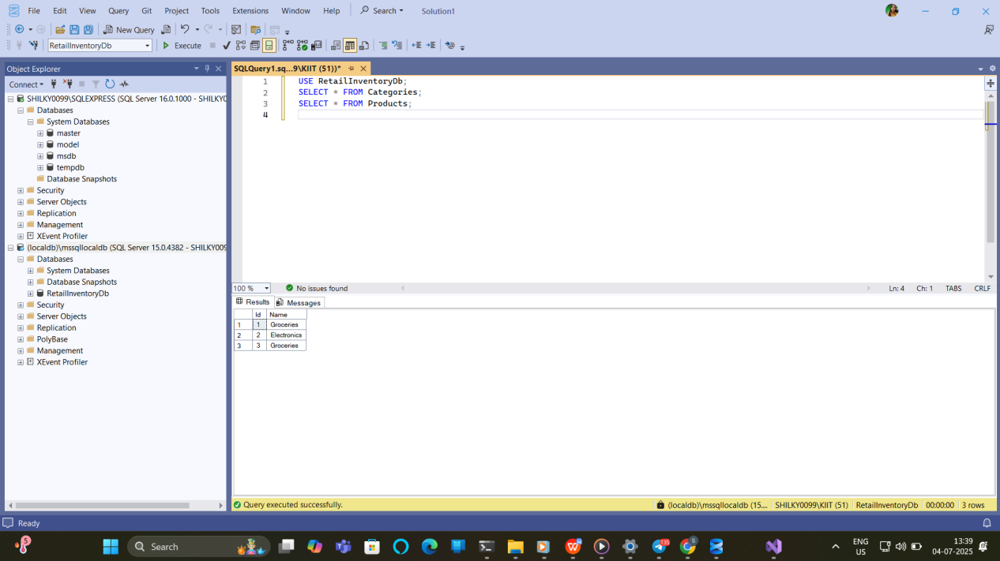 File Edit View Query Git Project Tools Extensions Window Help Search Solution1
New Query
RetailInventoryDb Execute
Object Explorer
Connect
SHILKY0099\SQLEXPRESS (SQL Server 16.0.1000 - SHILKY0
Databases
System Databases
master
model
msdb
tempdb
Database Snapshots
Security
Server Objects
Replication
Management
XEvent Profiler
(localdb)\mssqllocaldb (SQL Server 15.0.4382 - SHILKY009
Databases
System Databases
Database Snapshots
RetailInventoryDb
Security
Server Objects
Replication
PolyBase
Management
XEvent Profiler
SQLQuery1.sq...9\KIIT (51))*
1 USE RetailInventoryDb;
2 SELECT * FROM Categories;
3 SELECT * FROM Products;
4
100 % No issues found Ln: 4 Ch: 1 TABS CRLF
Results Messages
Id Name
1 1 Groceries
2 2 Electronics
3 3 Groceries
Query executed successfully. (localdb)\mssqllocaldb (15.... SHILKY0099\KIIT (51) RetailInventoryDb 00:00:00 3 rows
Ready
5 Search ENG 13:39
US 04-07-2025